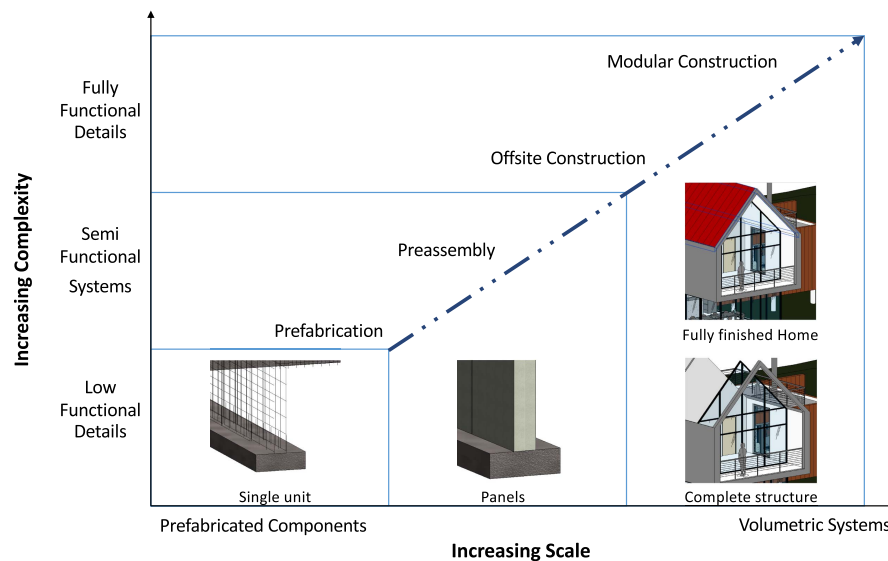 Modular Construction
Fully
Functional
Details
Offsite Construction
Increasing Complexity
Semi
Functional
Systems
Preassembly
Prefabrication
Fully finished Home
Low
Functional
Details
Single unit
Panels
Complete structure
Prefabricated Components
Volumetric Systems
Increasing Scale